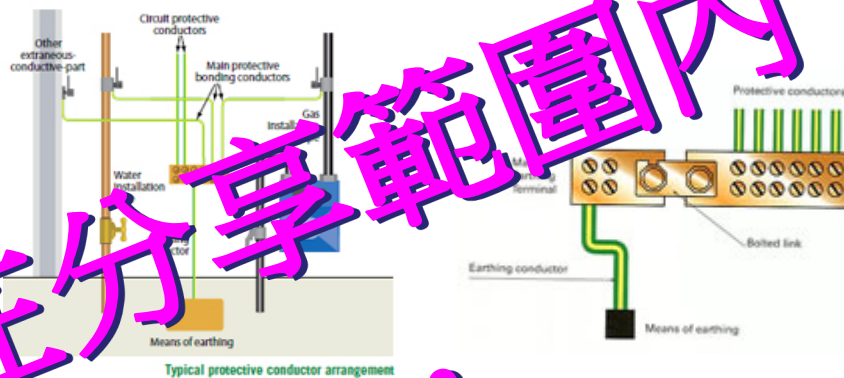 Circuit protective
conductors
Other
extraneous-
conductive-part
Main protective
bonding conductors
Gas
Water
installation
Means of earthing
Typical protective conductor arrangement
Protective conductors
Terminal
Bolted link
Earthing conductor
Means of earthing
分享範圍內